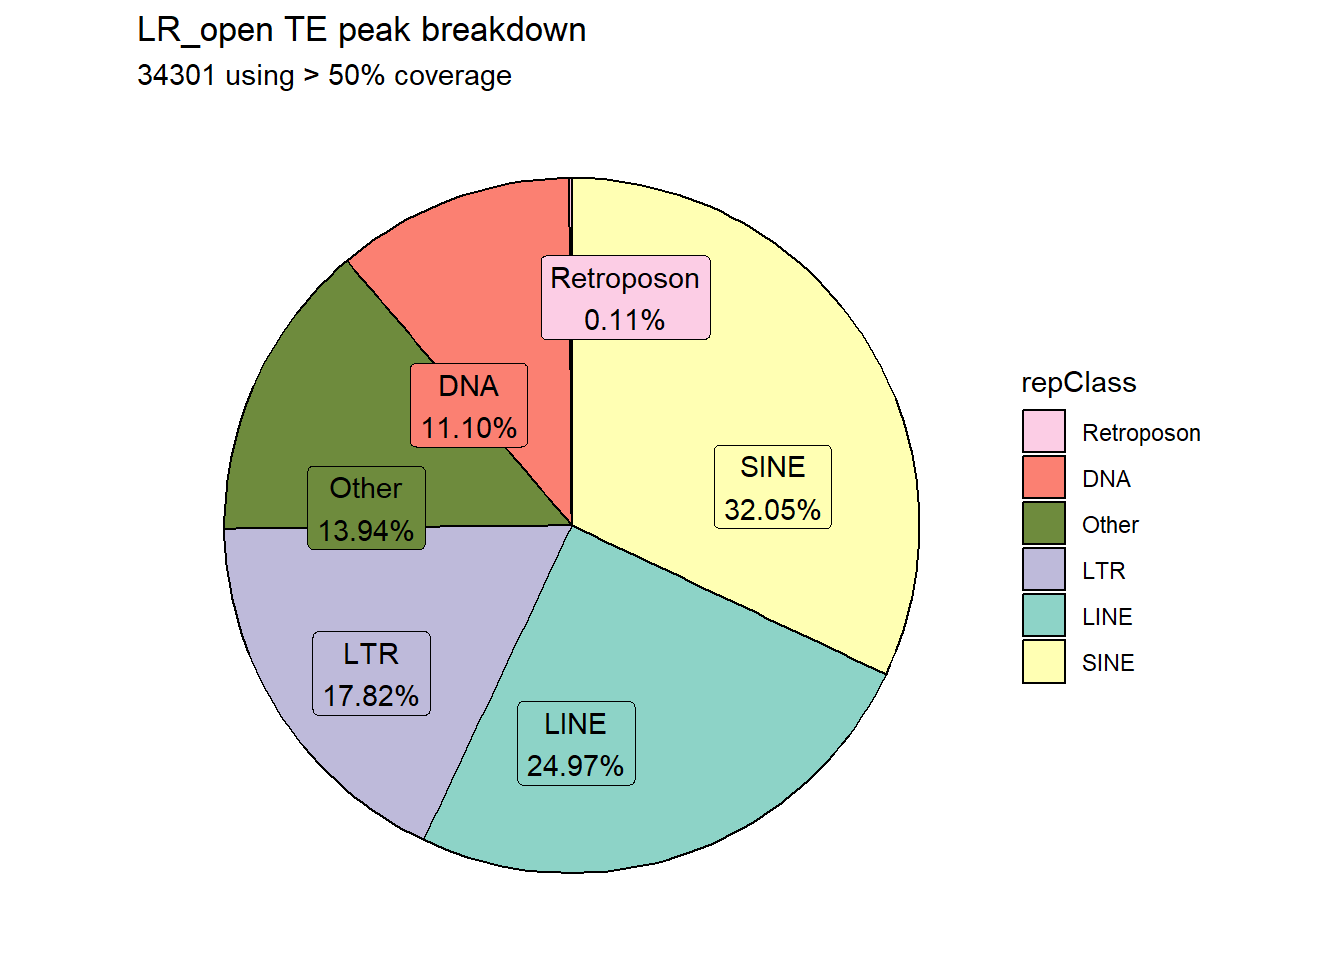 LR_open TE peak breakdown
34301 using > 50% coverage
Retroposon
0.11%
DNA
11.10%
SINE
32.05%
Other
13.94%
LTR
17.82%
LINE
24.97%
repClass
Retroposon
DNA
Other
LTR
LINE
SINE